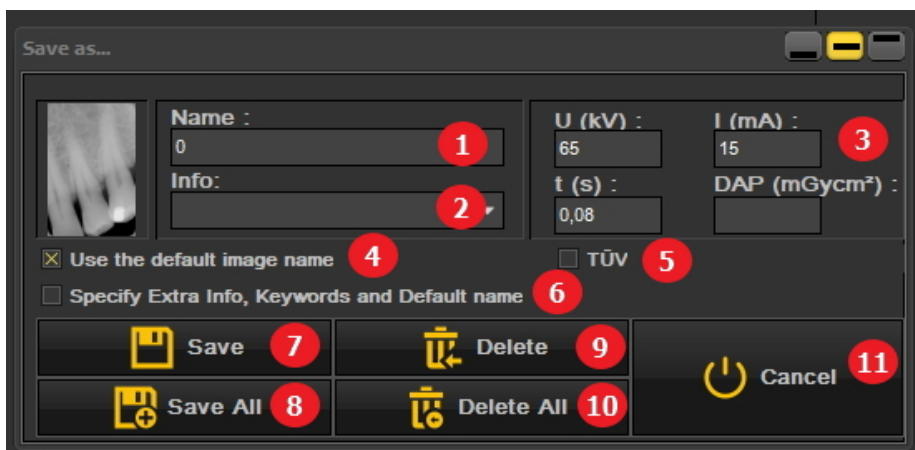 Save as...
Name :
0
1
Info:
2
U (kV) :
65
I (mA) :
15
3
t (s) :
0,08
DAP (mGycm²) :
Use the default image name
4
TŪV
5
Specify Extra Info, Keywords and Default name
6
Save
7
Delete
9
Cancel
11
Save All
8
Delete All
10